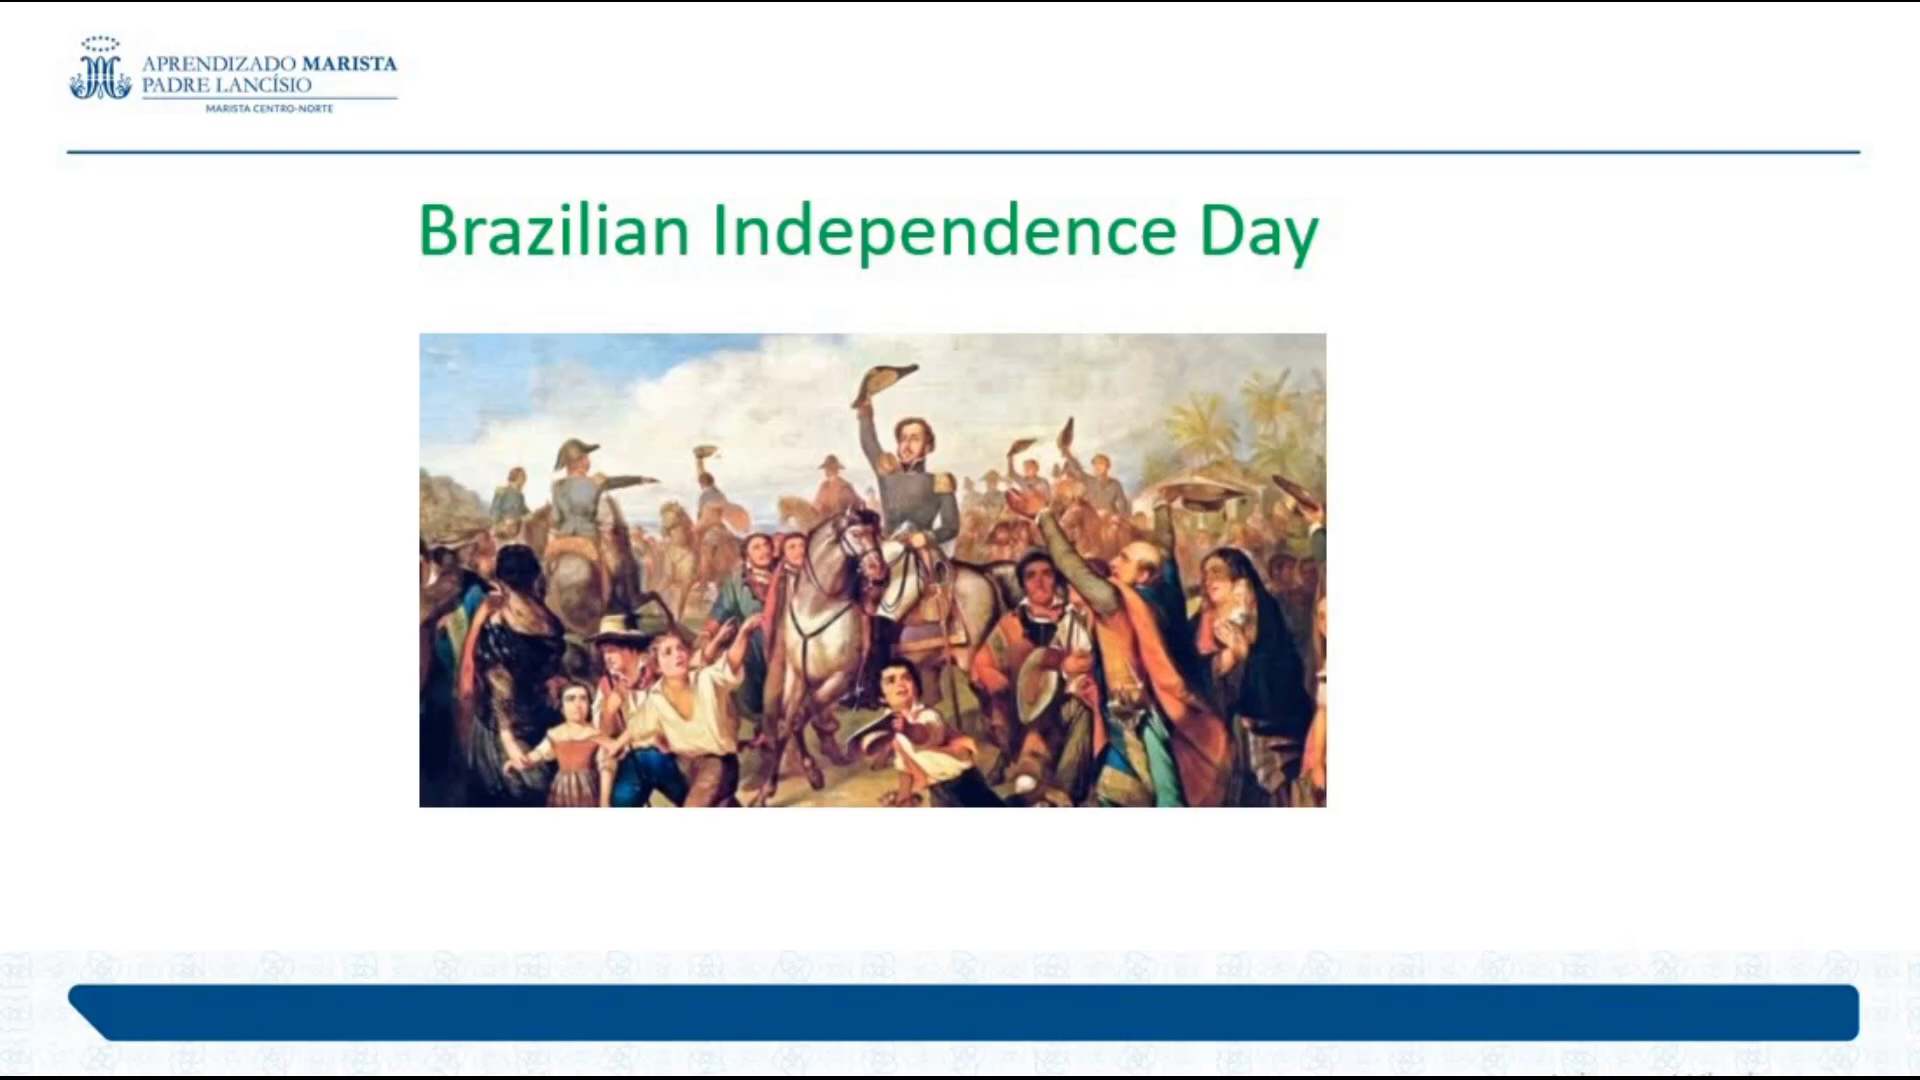 APRENDIZADO MARISTA
PADRE LANCÍSIO
MARISTA CENTRO-NORTE
Brazilian Independence Day